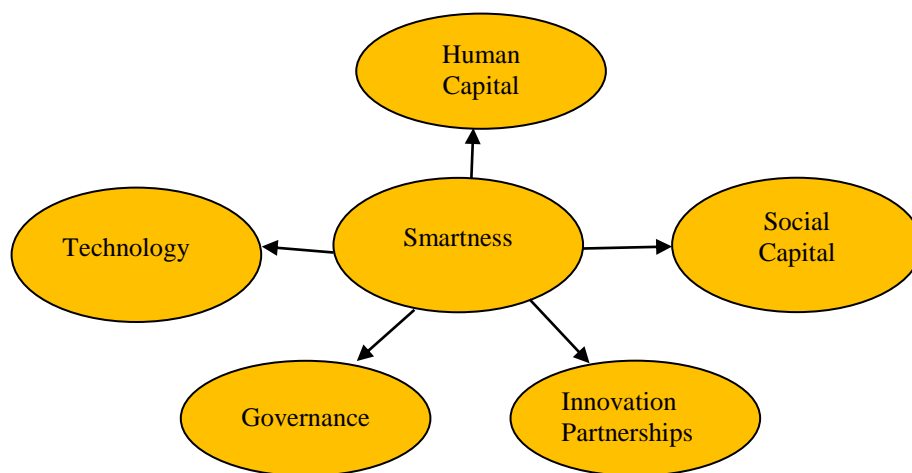 Human
Capital
Technology
Smartness
Social
Capital
Governance
Innovation
Partnerships